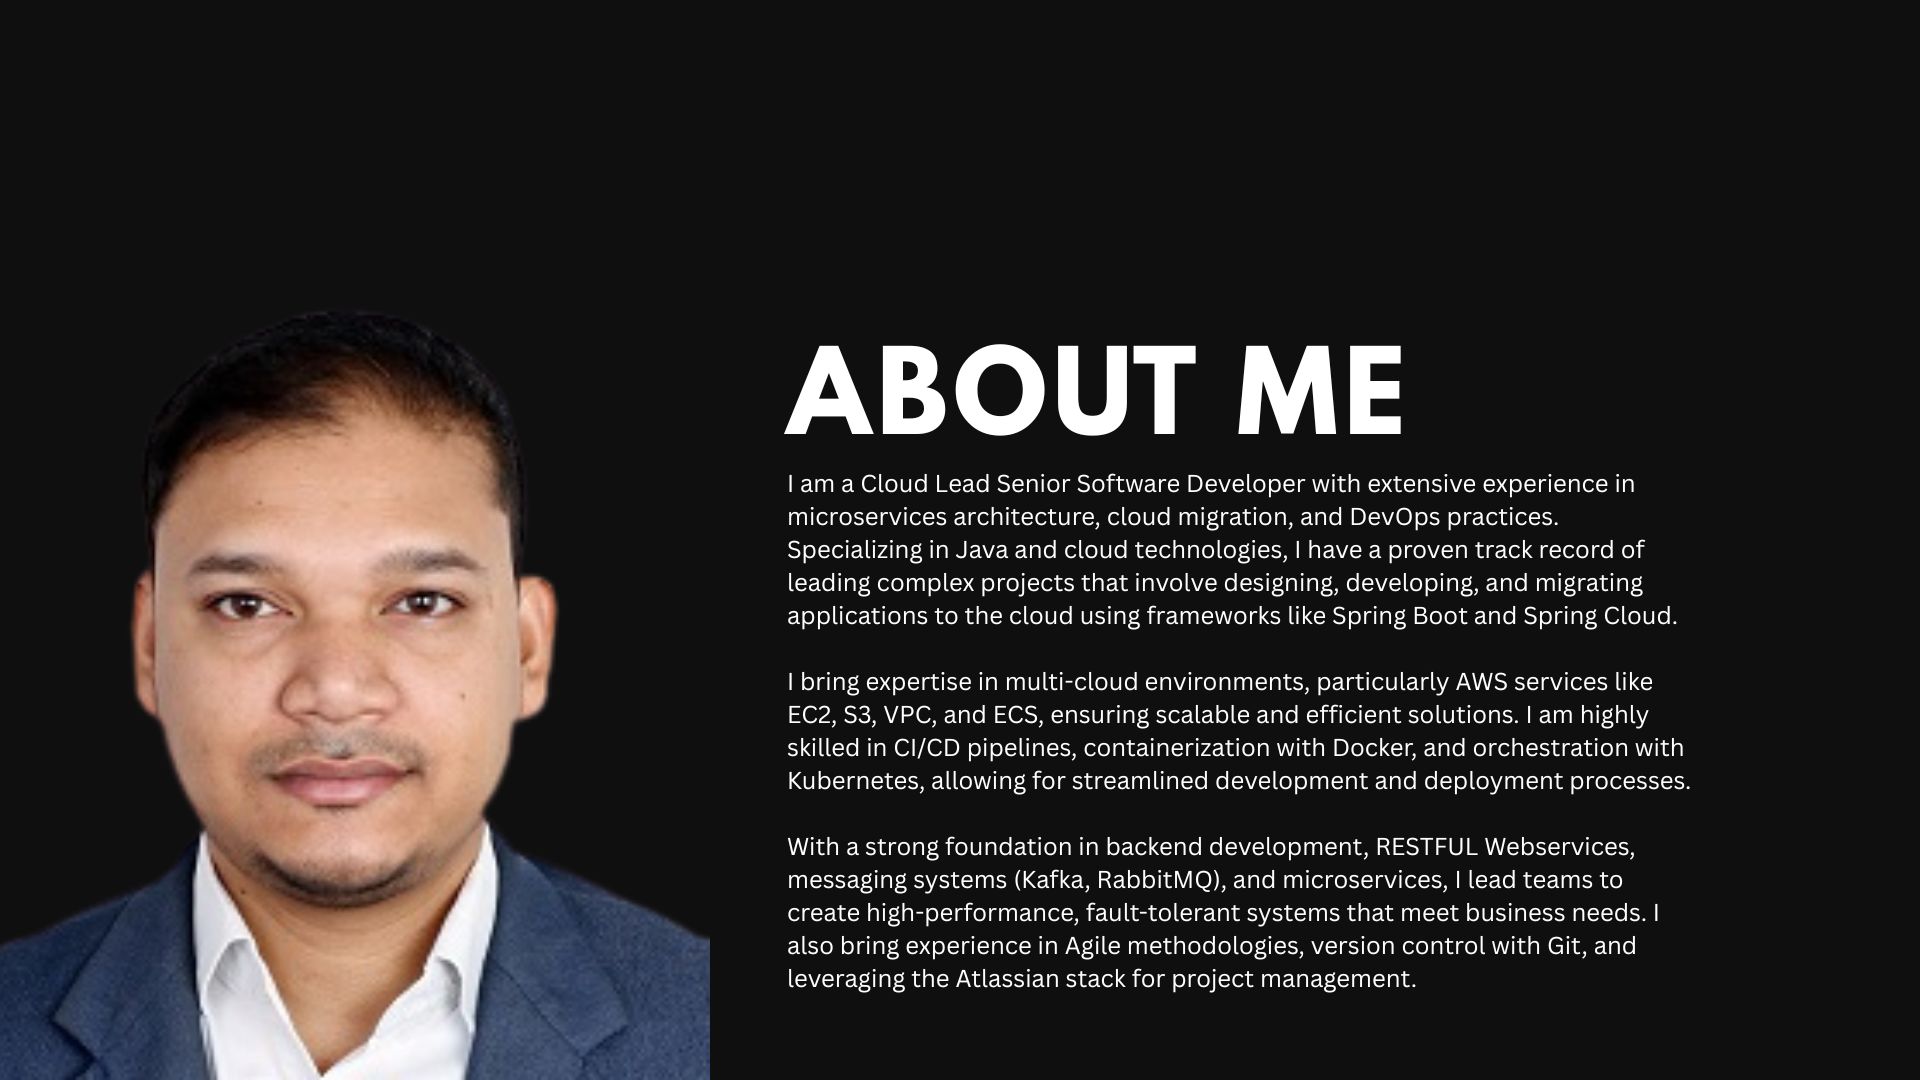 ABOUT ME
I am a Cloud Lead Senior Software Developer with extensive experience in
microservices architecture, cloud migration, and DevOps practices.
Specializing in Java and cloud technologies, I have a proven track record of
leading complex projects that involve designing, developing, and migrating
applications to the cloud using frameworks like Spring Boot and Spring Cloud.
I bring expertise in multi-cloud environments, particularly AWS services like
EC2, S3, VPC, and ECS, ensuring scalable and efficient solutions. I am highly
skilled in CI/CD pipelines, containerization with Docker, and orchestration with
Kubernetes, allowing for streamlined development and deployment processes.
With a strong foundation in backend development, RESTFUL Webservices,
messaging systems (Kafka, RabbitMQ), and microservices, I lead teams to
create high-performance, fault-tolerant systems that meet business needs. I
also bring experience in Agile methodologies, version control with Git, and
leveraging the Atlassian stack for project management.